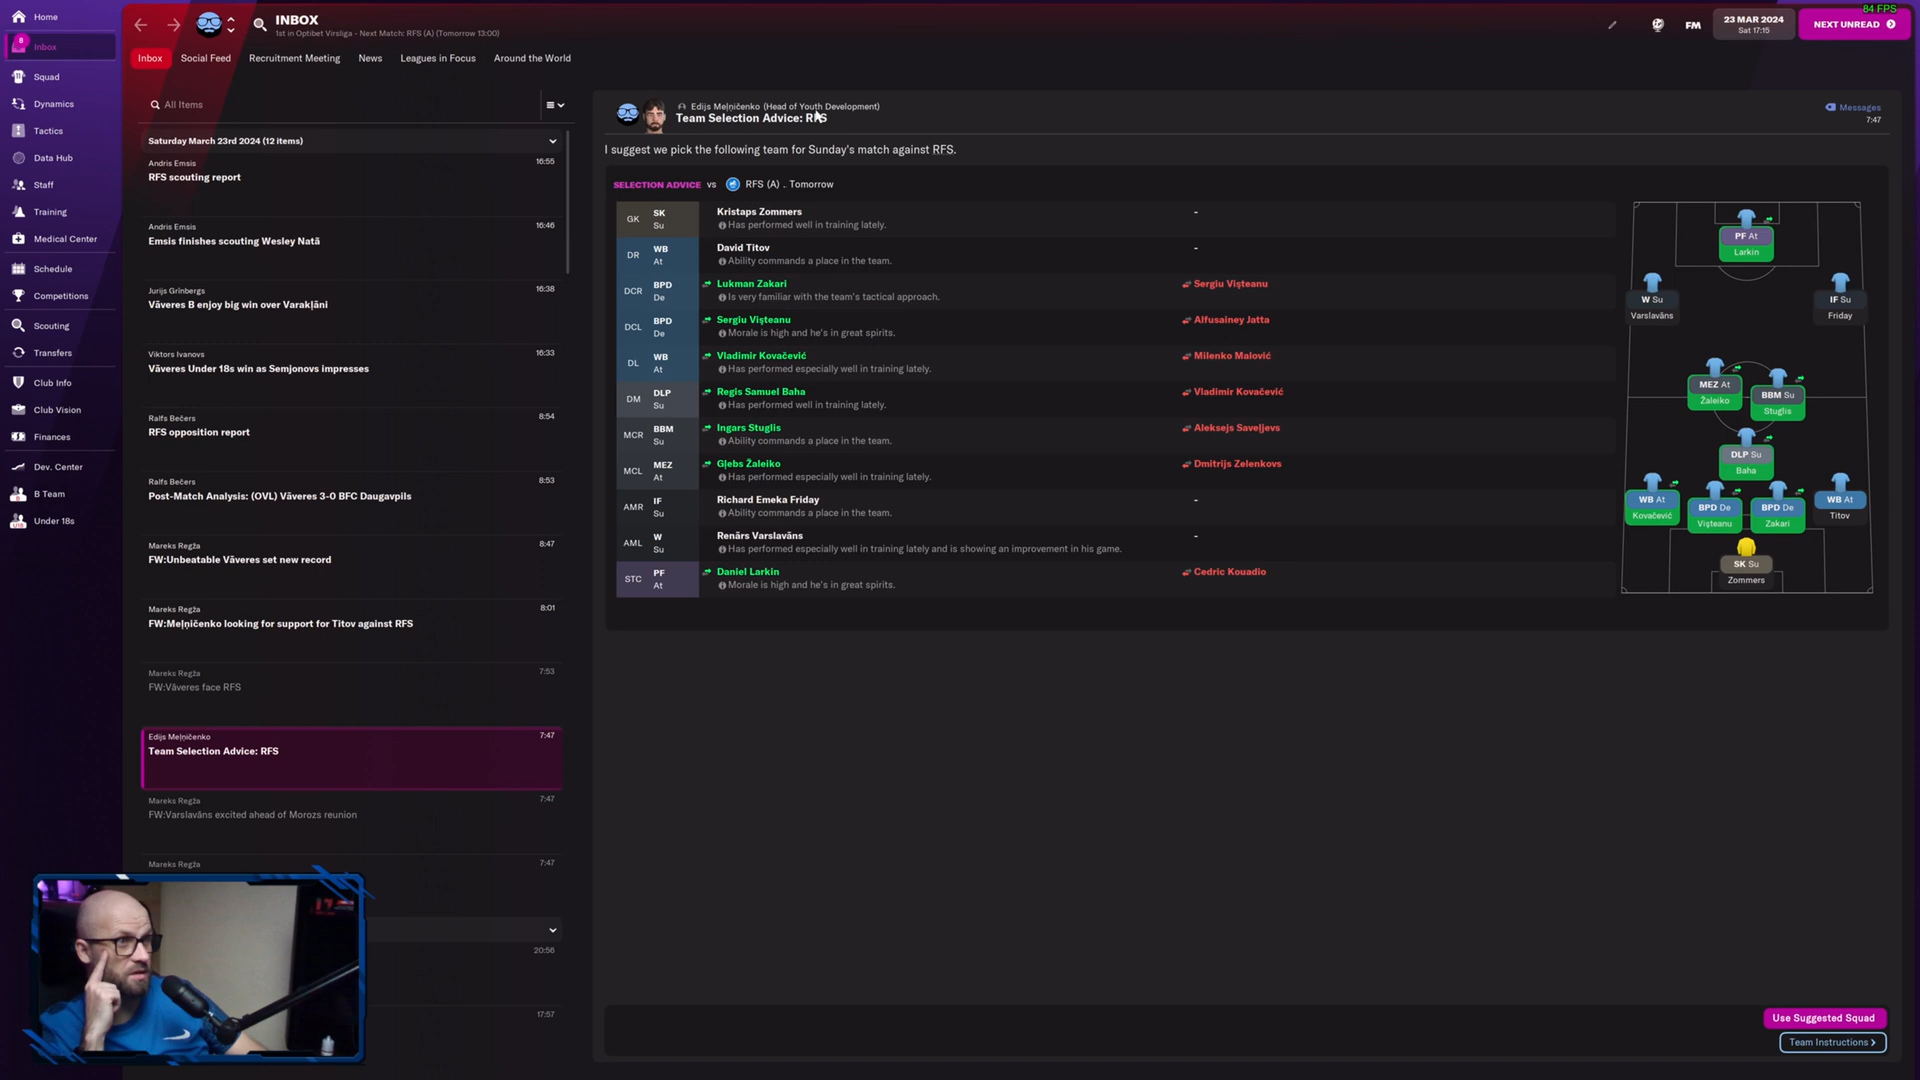 84 FPS
Home
8
Inbox
Squad
Dynamics
Tactics
Data Hub
Staff
Training
Medical Center
Schedule
Competitions
Scouting
Transfers
Club Info
Club Vision
Finances
Dev. Center
B Team
Under 18s
INBOX
1st in Optibet Virsliga - Next Match: RFS (A) (Tomorrow 13:00)
FM
23 MAR 2024
Sat 17:15
NEXT UNREAD
Inbox
Social Feed
Recruitment Meeting
News
Leagues in Focus
Around the World
All Items
Saturday March 23rd 2024 (12 items)
Andris Emsis 16:55
RFS scouting report
Andris Emsis 16:46
Emsis finishes scouting Wesley Natã
Jurijs Grinbergs 16:38
Vāveres B enjoy big win over Varakļāni
Viktors Ivanovs 16:33
Vāveres Under 18s win as Semjonovs impresses
Ralfs Bečers 8:54
RFS opposition report
Ralfs Bečers 8:53
Post-Match Analysis: (OVL) Vāveres 3-0 BFC Daugavpils
Mareks Regža 8:47
FW:Unbeatable Vāveres set new record
Mareks Regža 8:01
FW:Meļņičenko looking for support for Titov against RFS
Mareks Regža 7:53
FW:Vāveres face RFS
Edijs Meļņičenko 7:47
Team Selection Advice: RFS
Mareks Regža 7:47
FW:Varslavāns excited ahead of Morozs reunion
Mareks Regža 7:47
20:56
17:57
Edijs Meļņičenko (Head of Youth Development)
Team Selection Advice: RFS
Messages
7:47
I suggest we pick the following team for Sunday's match against RFS.
SELECTION ADVICE vs RFS (A) . Tomorrow
GK SK Su Kristaps Zommers -
Has performed well in training lately.
DR WB At David Titov -
Ability commands a place in the team.
DCR BPD De Lukman Zakari Sergiu Vişteanu
Is very familiar with the team's tactical approach.
DCL BPD De Sergiu Vişteanu Alfusainey Jatta
Morale is high and he's in great spirits.
DL WB At Vladimir Kovačević Milenko Malović
Has performed especially well in training lately.
DM DLP Su Regis Samuel Baha Vladimir Kovačević
Has performed well in training lately.
MCR BBM Su Ingars Stuglis Aleksejs Saveļjevs
Ability commands a place in the team.
MCL MEZ At Gļebs Žaleiko Dmitrijs Zelenkovs
Has performed especially well in training lately.
AMR IF Su Richard Emeka Friday -
Ability commands a place in the team.
AML W Su Renārs Varslavāns -
Has performed especially well in training lately and is showing an improvement in his game.
STC PF At Daniel Larkin Cedric Kouadio
Morale is high and he's in great spirits.
PF At
Larkin
W Su
Varslavāns
IF Su
Friday
MEZ At
Žaleiko
BBM Su
Stuglis
DLP Su
Baha
WB At
Kovačević
BPD De
Vişteanu
BPD De
Zakari
WB At
Titov
SK Su
Zommers
Use Suggested Squad
Team Instructions